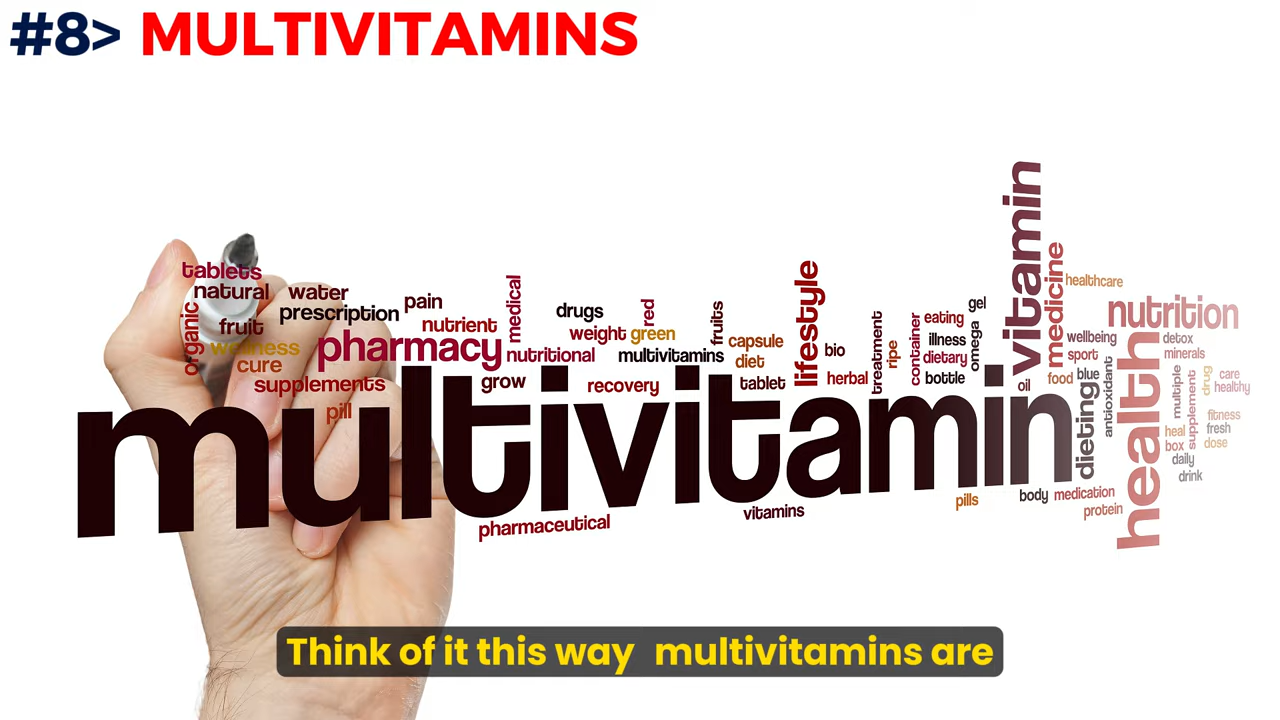 #8> MULTIVITAMINS
tablets
natural
organic
fruit
wellness
cure
supplements
pill
water
prescription
pain
nutrient
pharmacy
medical
nutritional
grow
drugs
weight
red
green
multivitamins
recovery
fruits
capsule
diet
tablet
lifestyle
bio
herbal
treatment
ripe
container
eating
illness
dietary
bottle
gel
omega
vitamin
oil
medicine
food
healthcare
wellbeing
sport
blue
dieting
antioxidant
nutrition
health
detox
minerals
multiple
supplement
drug
care
healthy
fitness
fresh
dose
heal
box
daily
drink
multivitamin
pharmaceutical
vitamins
pills
body
medication
protein
Think of it this way multivitamins are